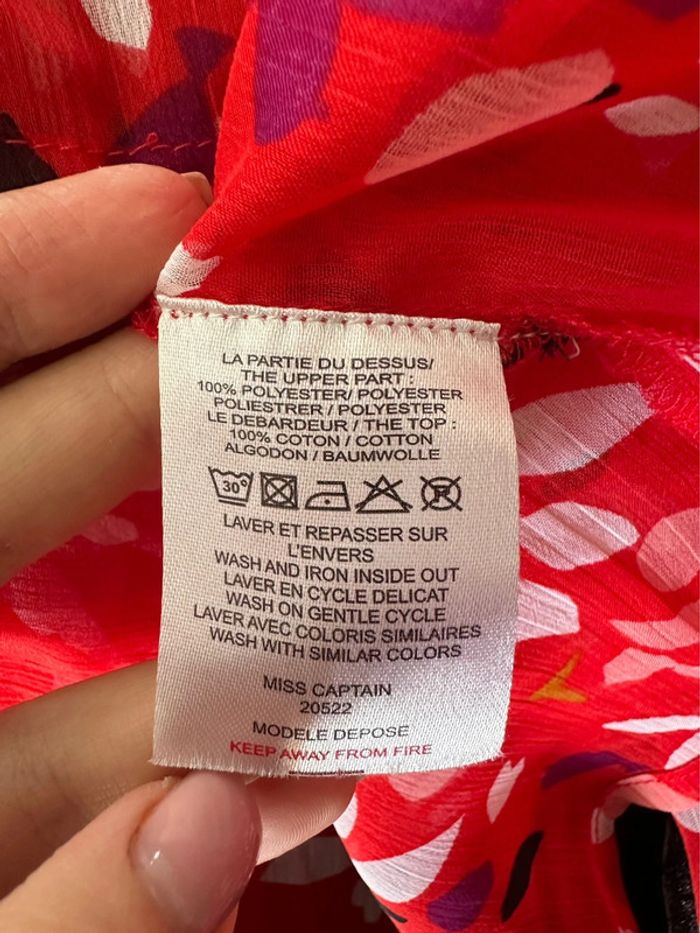 LA PARTIE DU DESSUS/
THE UPPER PART :
100% POLYESTER/ POLYESTER
POLIESTRER / POLYESTER
LE DEBARDEUR / THE TOP :
100% COTON / COTTON
ALGODON / BAUMWOLLE
30°
LAVER ET REPASSER SUR
L'ENVERS
WASH AND IRON INSIDE OUT
LAVER EN CYCLE DELICAT
WASH ON GENTLE CYCLE
LAVER AVEC COLORIS SIMILAIRES
WASH WITH SIMILAR COLORS
MISS CAPTAIN
20522
MODELE DEPOSE
KEEP AWAY FROM FIRE